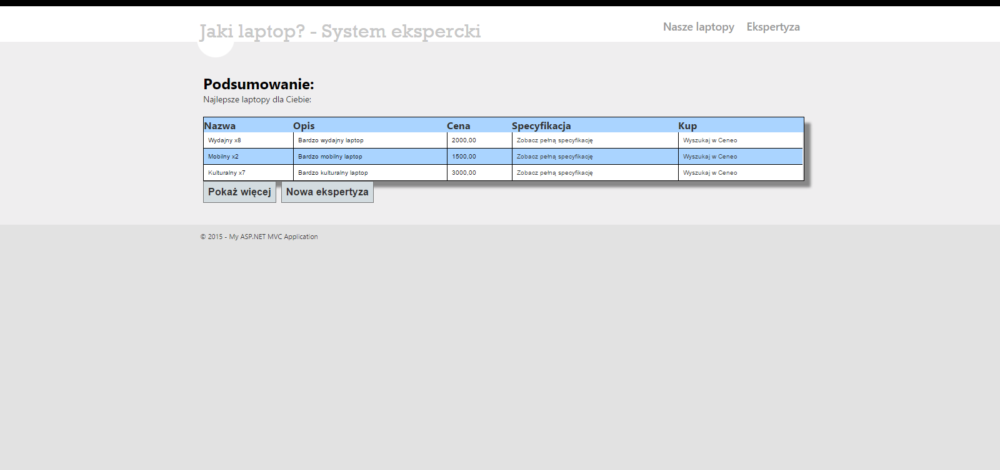 Jaki laptop? - System ekspercki
Nasze laptopy Ekspertyza
Podsumowanie:
Najlepsze laptopy dla Ciebie:
Nazwa Opis Cena Specyfikacja Kup
Wydajny x8 Bardzo wydajny laptop 2000,00 Zobacz pełną specyfikację Wyszukaj w Ceneo
Mobilny x2 Bardzo mobilny laptop 1500,00 Zobacz pełną specyfikację Wyszukaj w Ceneo
Kulturalny x7 Bardzo kulturalny laptop 3000,00 Zobacz pełną specyfikację Wyszukaj w Ceneo
Pokaż więcej Nowa ekspertyza
© 2015 - My ASP.NET MVC Application